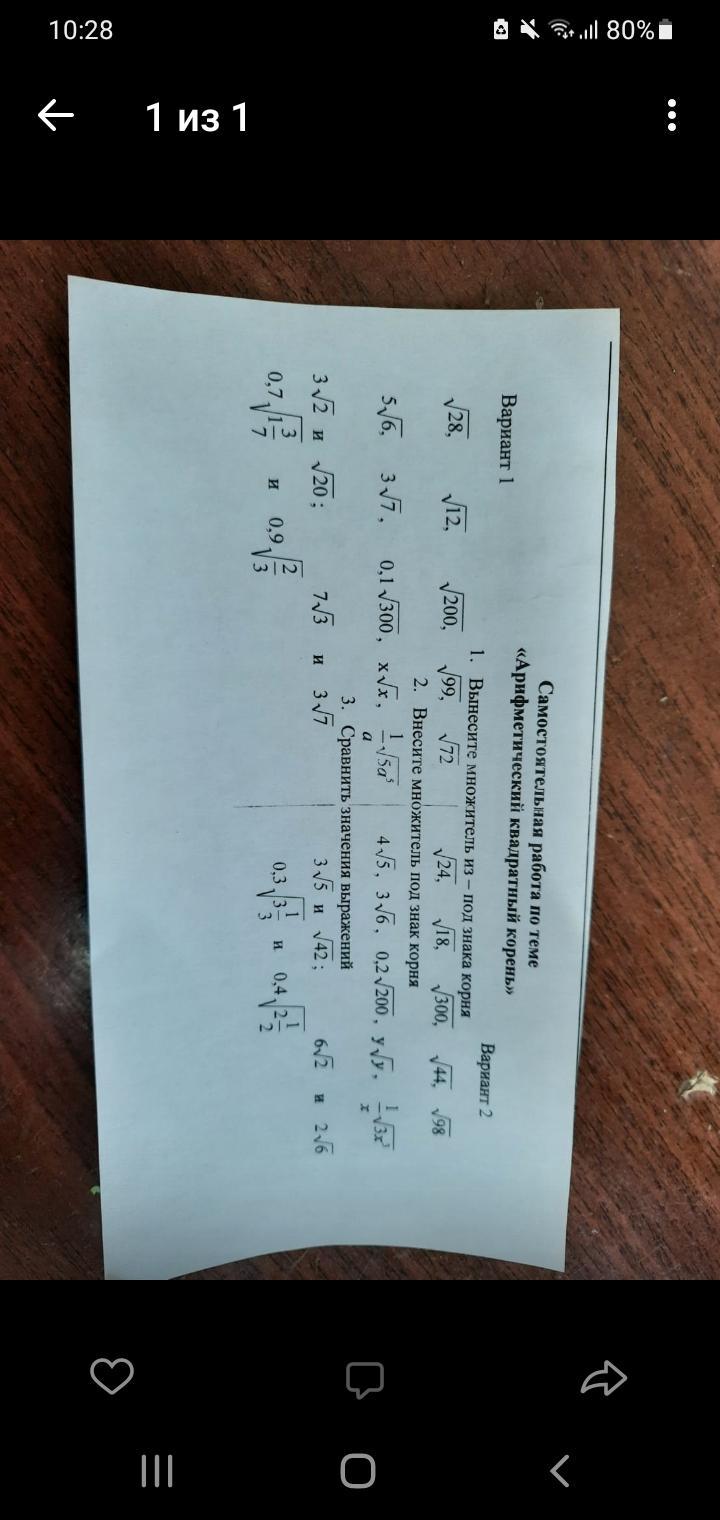 10:28 80%
1 из 1
Самостоятельная работа по теме
«Арифметический квадратный корень»
Вариант 1 Вариант 2
1. Вынесите множитель из – под знака корня
√28, √12, √200, √99, √72 √24, √18, √300, √44, √98
2. Внесите множитель под знак корня
5√6, 3√7, 0,1√300, x√x, 1/a √5a⁵ 4√5, 3√6, 0,2√200, y√y, 1/x √3x³
3. Сравнить значения выражений
3√2 и √20; 7√3 и 3√7 3√5 и √42; 6√2 и 2√6
0,7√1 3/7 и 0,9√2/3 0,3√3 1/3 и 0,4√2 1/2